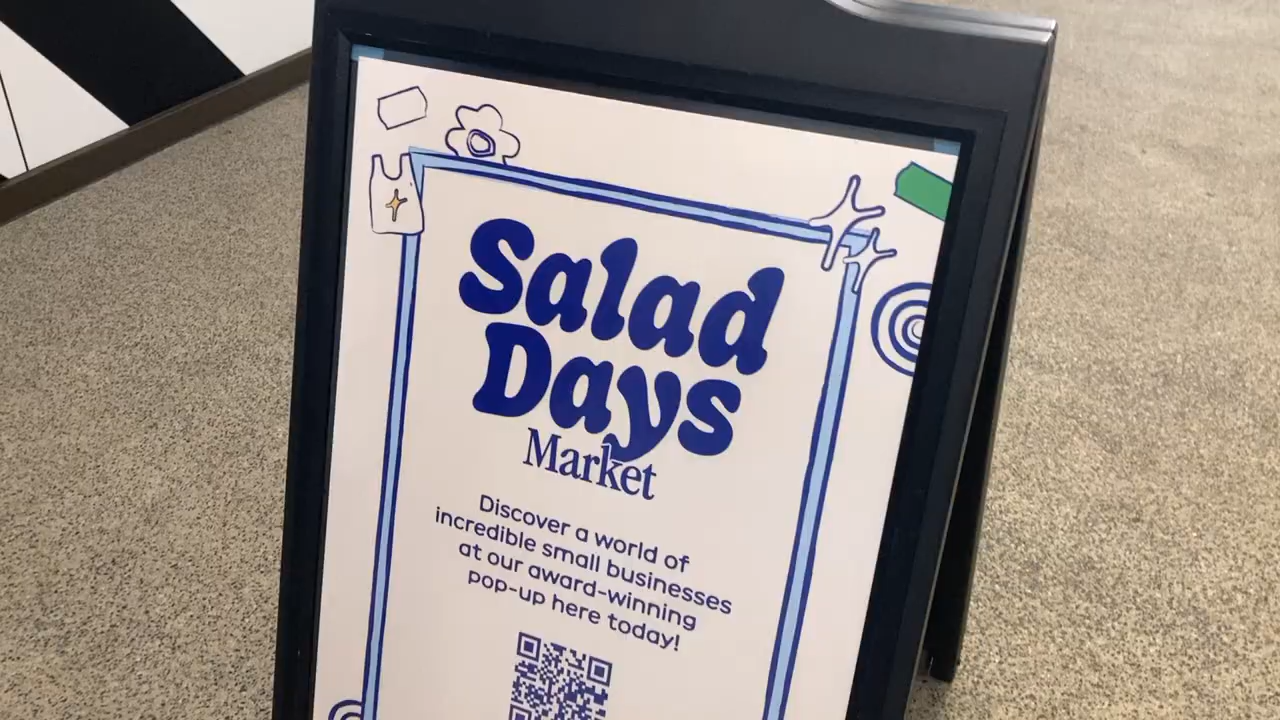 Salad
Days
Market
Discover a world of
incredible small businesses
at our award-winning
pop-up here today!